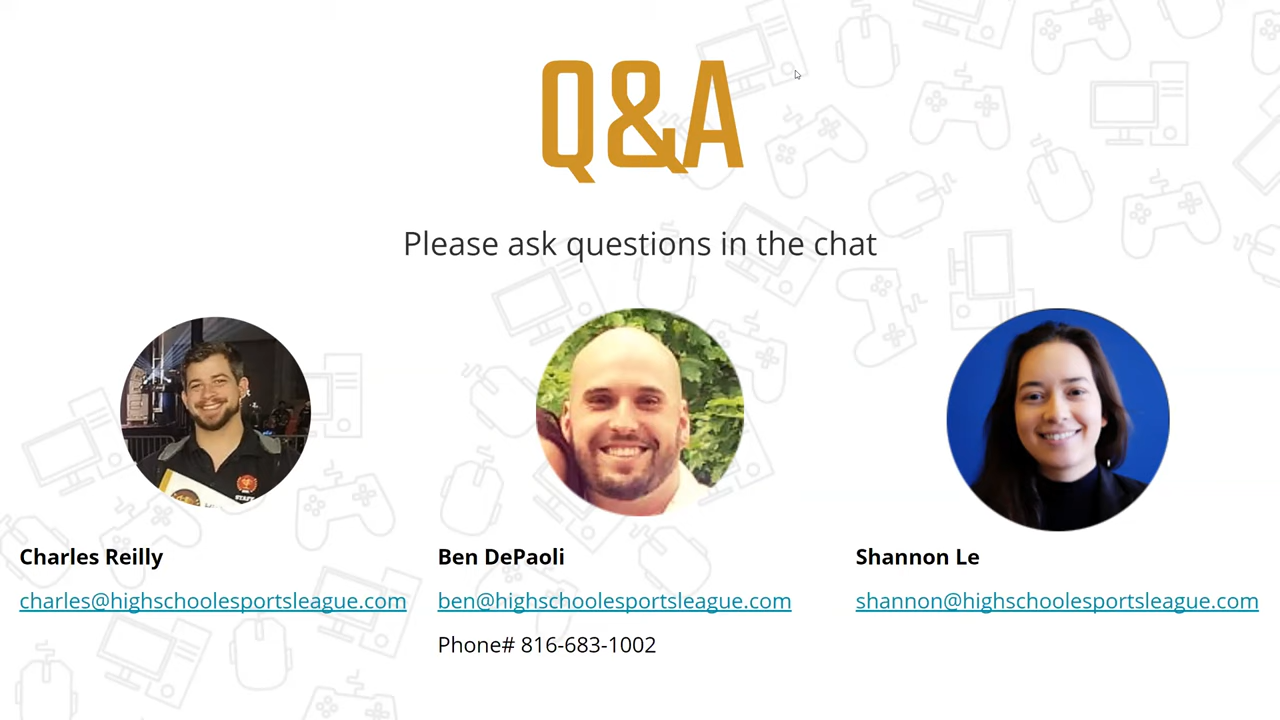 Q&A
Please ask questions in the chat
Charles Reilly
charles@highschoolesportsleague.com
Ben DePaoli
ben@highschoolesportsleague.com
Phone# 816-683-1002
Shannon Le
shannon@highschoolesportsleague.com